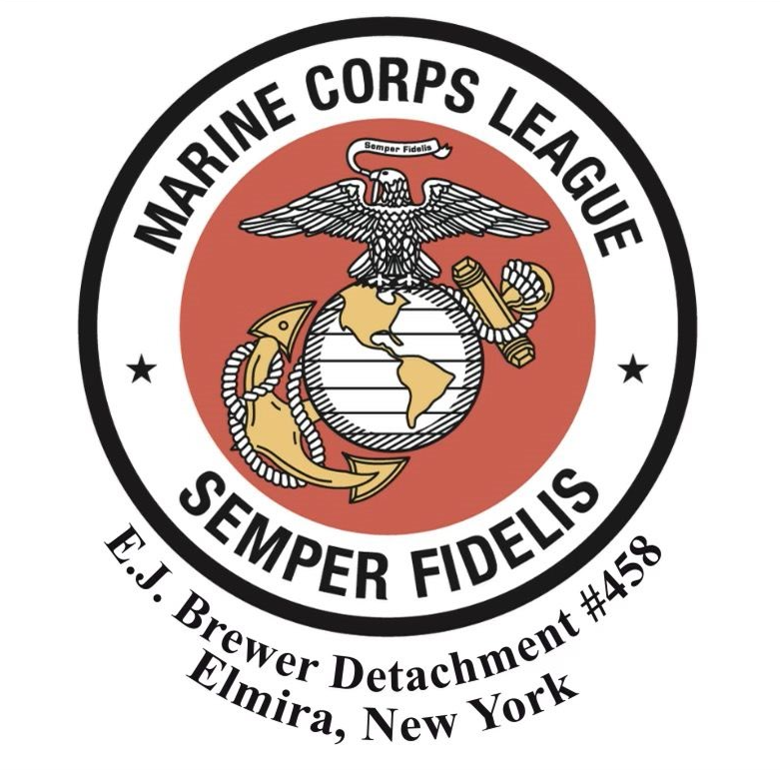 MARINE CORPS LEAGUE
Semper Fidelis
SEMPER FIDELIS
E.J. Brewer Detachment #458
Elmira, New York